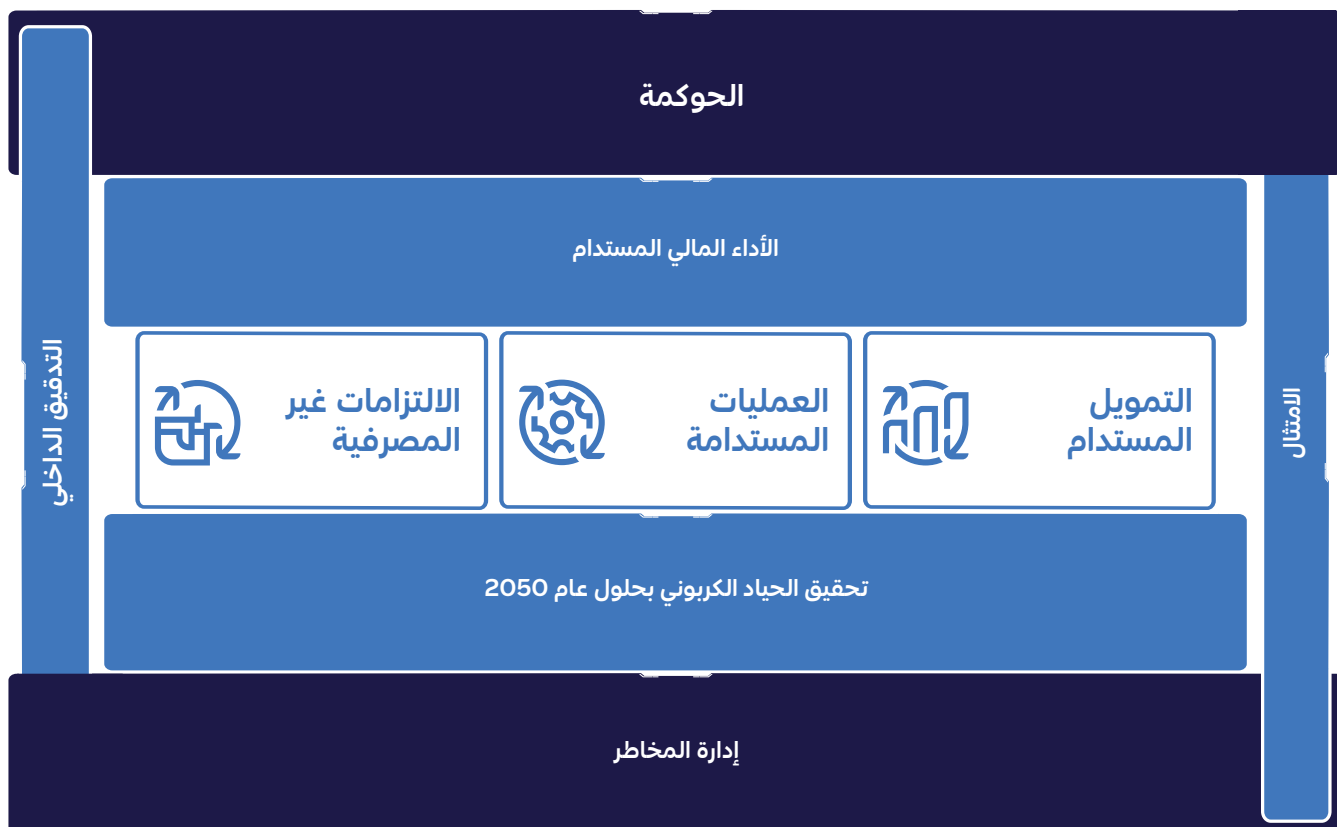 الحوكمة
الأداء المالي المستدام
الامتثال
التمويل
المستدام
العمليات
المستدامة
الالتزامات غير
المصرفية
التدقيق الداخلي
تحقيق الحياد الكربوني بحلول عام 2050
إدارة المخاطر